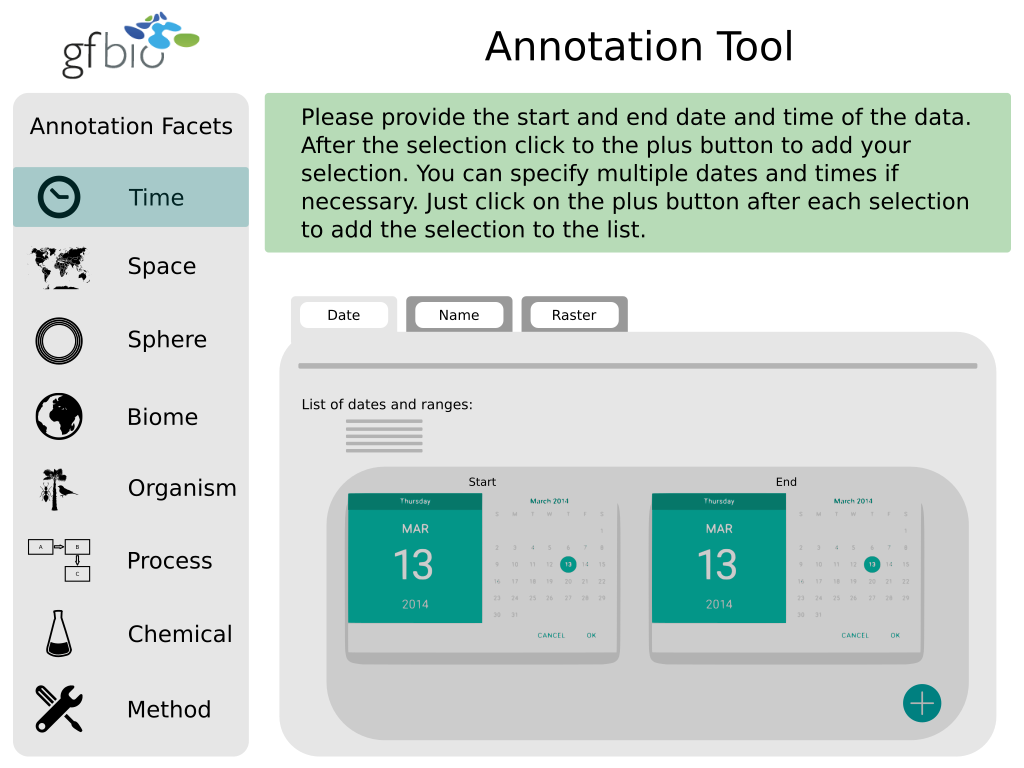 gfbio
Annotation Tool
Annotation Facets
Time
Space
Sphere
Biome
Organism
Process
A
B
C
Chemical
Method
Please provide the start and end date and time of the data.
After the selection click to the plus button to add your
selection. You can specify multiple dates and times if
necessary. Just click on the plus button after each selection
to add the selection to the list.
Date
Name
Raster
List of dates and ranges:
Start
Thursday
MAR
13
2014
March 2014
S M T W T F S
1
2 3 4 5 6 7 8
9 10 11 12 13 14 15
16 17 18 19 20 21 22
23 24 25 26 27 28 29
30 31
CANCEL OK
End
Thursday
MAR
13
2014
March 2014
S M T W T F S
1
2 3 4 5 6 7 8
9 10 11 12 13 14 15
16 17 18 19 20 21 22
23 24 25 26 27 28 29
30 31
CANCEL OK